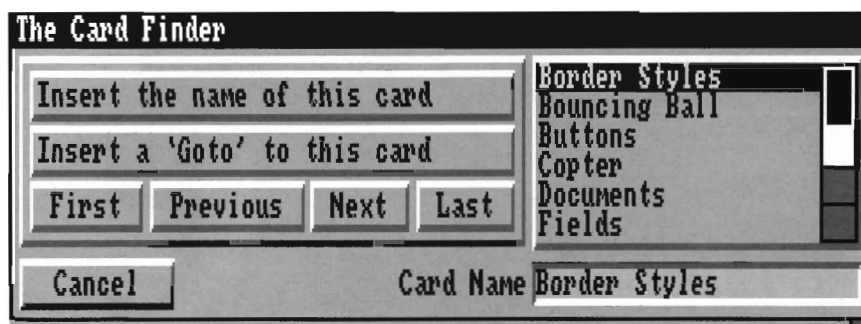 The Card Finder
Insert the name of this card
Insert a 'Goto' to this card
First Previous Next Last
Cancel
Border Styles
Bouncing Ball
Buttons
Copter
Documents
Fields
Card Name Border Styles